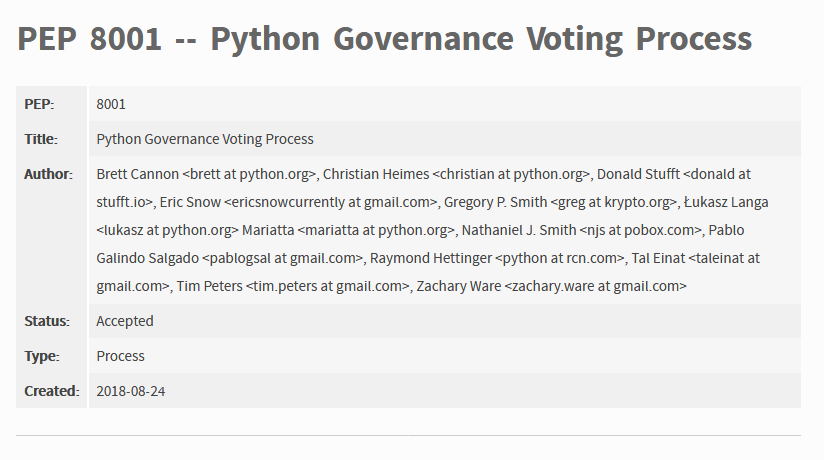 PEP 8001 -- Python Governance Voting Process
PEP: 8001
Title: Python Governance Voting Process
Author: Brett Cannon <brett at python.org>, Christian Heimes <christian at python.org>, Donald Stufft <donald at
stufft.io>, Eric Snow <ericsnowcurrently at gmail.com>, Gregory P. Smith <greg at krypto.org>, Łukasz Langa
<lukasz at python.org> Mariatta <mariatta at python.org>, Nathaniel J. Smith <njs at pobox.com>, Pablo
Galindo Salgado <pablogsal at gmail.com>, Raymond Hettinger <python at rcn.com>, Tal Einat <taleinat at
gmail.com>, Tim Peters <tim.peters at gmail.com>, Zachary Ware <zachary.ware at gmail.com>
Status: Accepted
Type: Process
Created: 2018-08-24